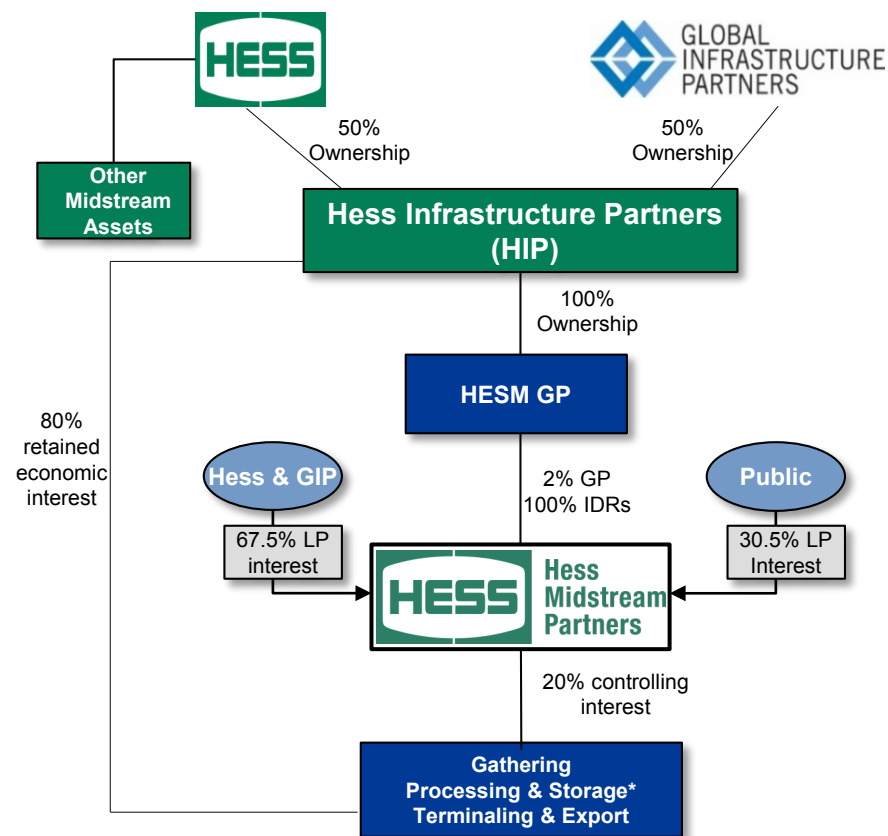 HESS
GLOBAL
INFRASTRUCTURE
PARTNERS
50%
Ownership
50%
Ownership
Other
Midstream
Assets
Hess Infrastructure Partners
(HIP)
100%
Ownership
HESM GP
80%
retained
economic
interest
Hess & GIP
2% GP
100% IDRs
Public
67.5% LP
interest
30.5% LP
Interest
HESS
Hess
Midstream
Partners
20% controlling
interest
Gathering
Processing & Storage*
Terminaling & Export